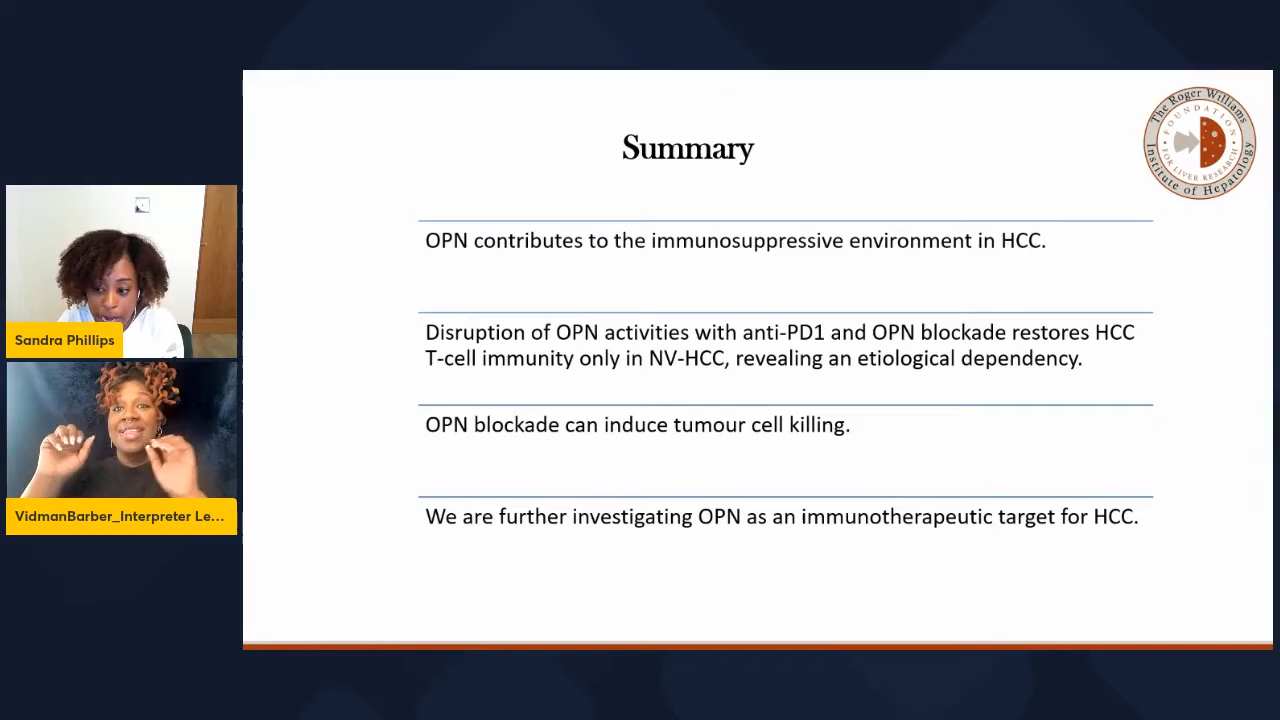 Summary
The Roger Williams
Institute of Hepatology
FOUNDATION
FOR LIVER RESEARCH
OPN contributes to the immunosuppressive environment in HCC.
Disruption of OPN activities with anti-PD1 and OPN blockade restores HCC
T-cell immunity only in NV-HCC, revealing an etiological dependency.
OPN blockade can induce tumour cell killing.
We are further investigating OPN as an immunotherapeutic target for HCC.
Sandra Phillips
VidmanBarber_Interpreter Le...